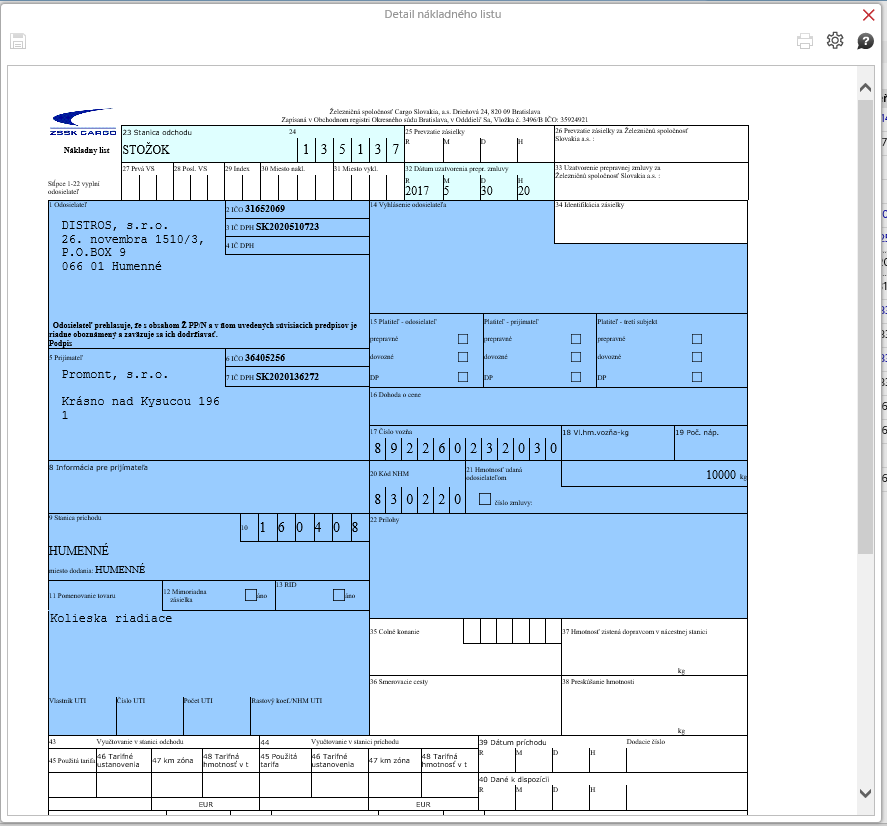 Detail nákladného listu
Železničná spoločnosť Cargo Slovakia, a.s. Drieňová 24, 820 09 Bratislava
Zapísaná v Obchodnom registri Okresného súdu Bratislava, v Odddieli Sa, Vložka č. 3496/B IČO: 35924921
ZSSK CARGO
Nákladný list
Stĺpce 1-22 vyplní
odosielateľ
23 Stanica odchodu 24
STOŽOK 1 3 5 1 3 7
25 Prevzatie zásielky
R M D H
26 Prevzatie zásielky za Železničnú spoločnosť
Slovakia a.s. :
27 Prvá VS 28 Posl. VS 29 Index 30 Miesto nakl. 31 Miesto vykl.
32 Dátum uzatvorenia prepr. zmluvy
R M D H
2017 5 30 20
33 Uzatvorenie prepravnej zmluvy za
Železničnú spoločnosť Slovakia a.s. :
1 Odosielateľ
DISTROS, s.r.o.
26. novembra 1510/3,
P.O.BOX 9
066 01 Humenné
2 IČO 31652069
3 IČ DPH SK2020510723
4 IČ DPH
14 Vyhlásenie odosielateľa
34 Identifikácia zásielky
Odosielateľ prehlasuje, že s obsahom Ž PP/N a v ňom uvedených súvisiacich predpisov je
riadne oboznámený a zaväzuje sa ich dodržiavať.
Podpis
15 Platiteľ - odosielateľ Platiteľ - prijímateľ Platiteľ - tretí subjekt
prepravné prepravné prepravné
dovozné dovozné dovozné
DP DP DP
5 Prijímateľ
Promont, s.r.o.
Krásno nad Kysucou 196
1
6 IČO 36405256
7 IČ DPH SK2020136272
16 Dohoda o cene
17 Číslo vozňa
8 9 2 2 6 0 2 3 2 0 3 0
18 Vl.hm.vozňa-kg 19 Poč. náp.
8 Informácia pre prijímateľa
20 Kód NHM
8 3 0 2 2 0
21 Hmotnosť udaná
odosielateľom
10000 kg
číslo zmluvy:
9 Stanica príchodu
10 1 6 0 4 0 8
HUMENNÉ
miesto dodania: HUMENNÉ
22 Prílohy
11 Pomenovanie tovaru
12 Mimoriadna
zásielka áno
13 RID
áno
Kolieska riadiace
35 Colné konanie
37 Hmotnosť zistená dopravcom v nácestnej stanici
kg
36 Smerovacie cesty
38 Preskúšanie hmotnosti
kg
Vlastník UTI Číslo UTI Počet UTI Rastový koef./NHM UTI
43 Vyučtovanie v stanici odchodu
44 Vyučtovanie v stanici príchodu
39 Dátum príchodu Dodacie číslo
R M D H
45 Použitá tarifa
46 Tarifné
ustanovenia
47 km zóna
48 Tarifná
hmotnosť v t
45 Použitá
tarifa
46 Tarifné
ustanovenia
47 km zóna
48 Tarifná
hmotnosť v t
40 Dané k dispozícii
R M D H
EUR EUR